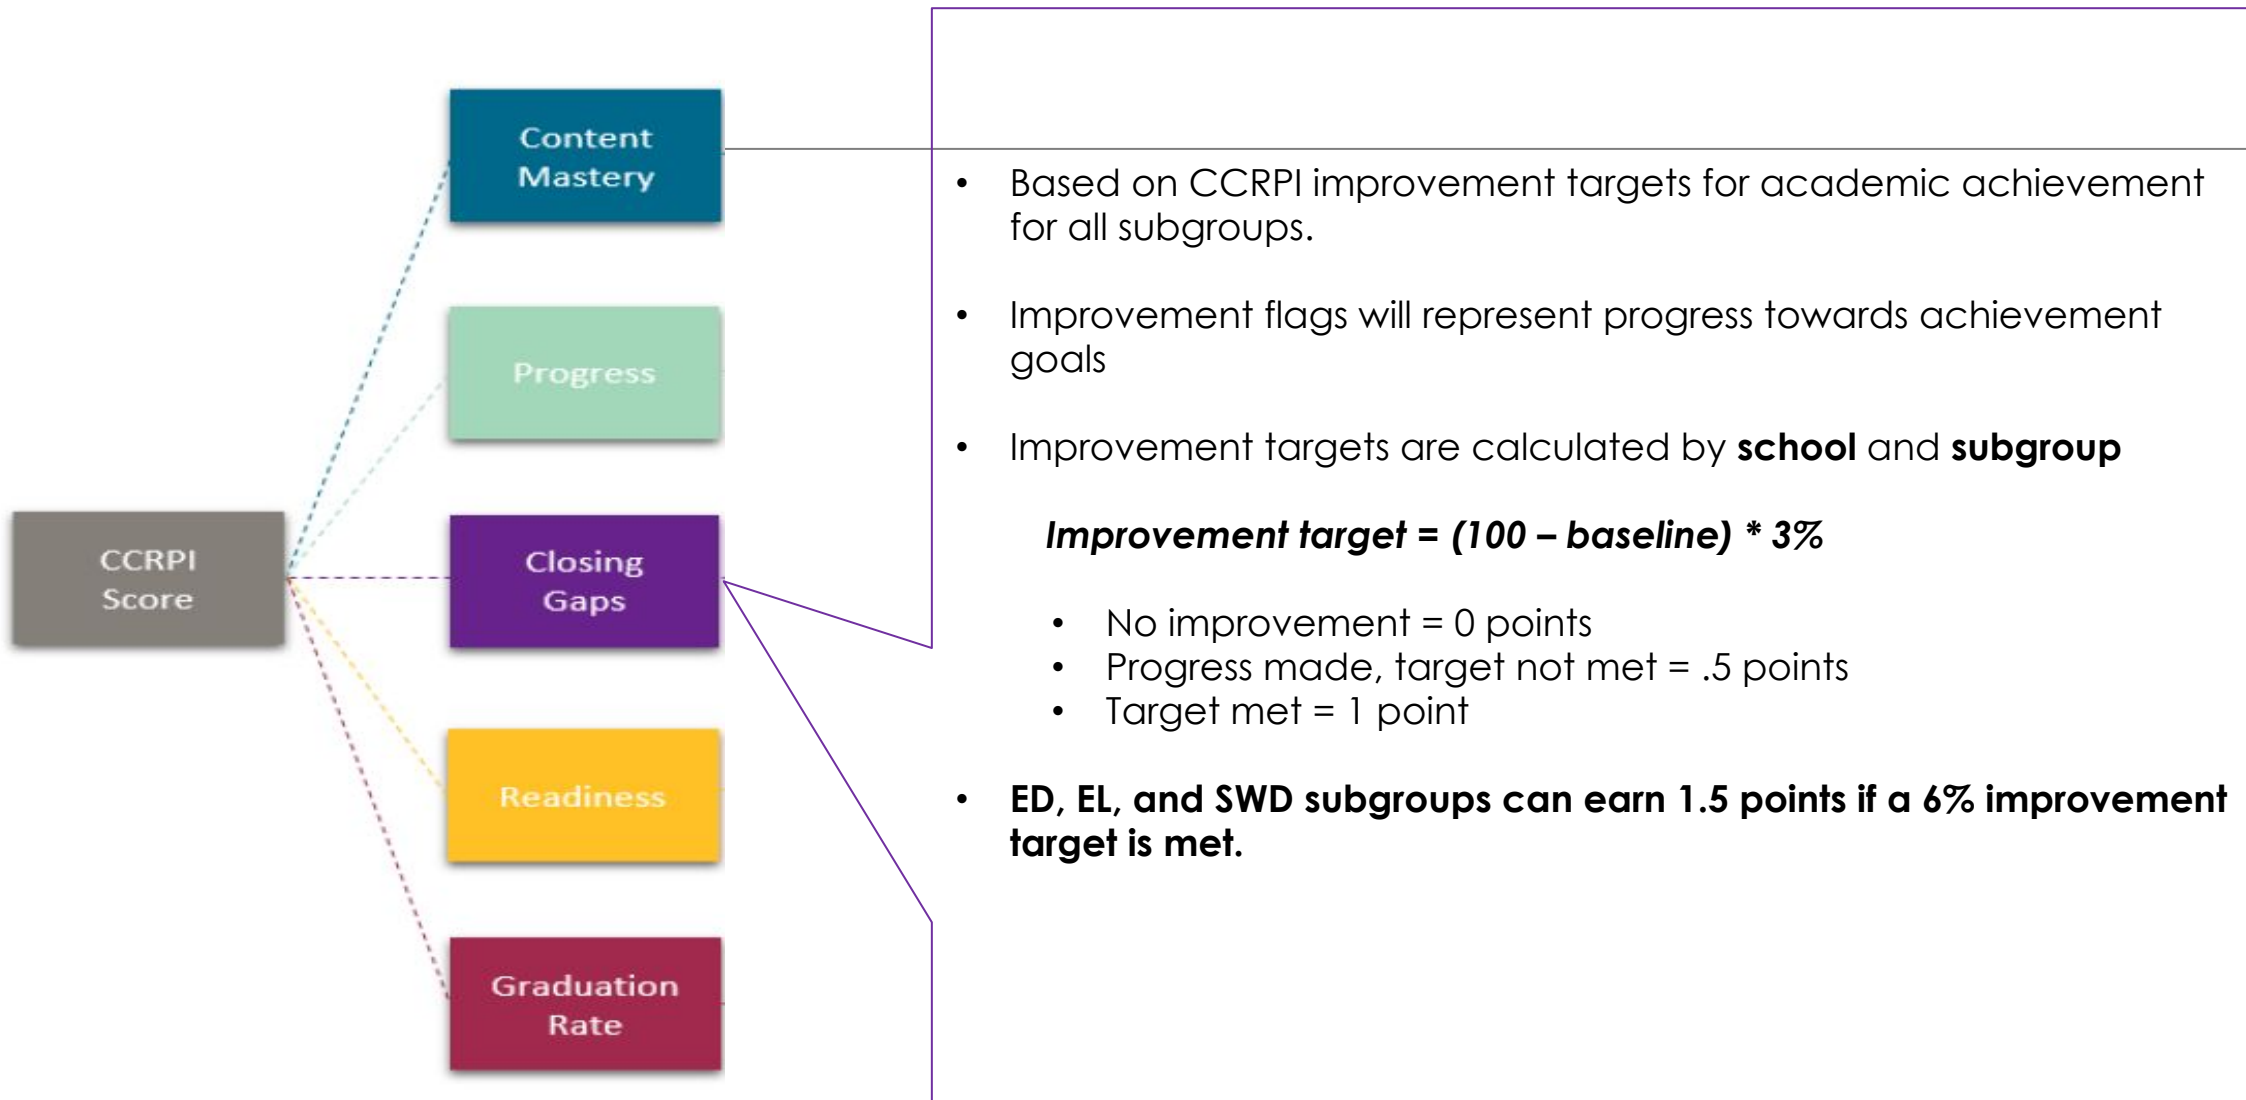 CCRPI
Score
Content
Mastery
Progress
Closing
Gaps
Readiness
Graduation
Rate
• Based on CCRPI improvement targets for academic achievement
for all subgroups.
• Improvement flags will represent progress towards achievement
goals
• Improvement targets are calculated by school and subgroup
Improvement target = (100 – baseline) * 3%
• No improvement = 0 points
• Progress made, target not met = .5 points
• Target met = 1 point
• ED, EL, and SWD subgroups can earn 1.5 points if a 6% improvement
target is met.